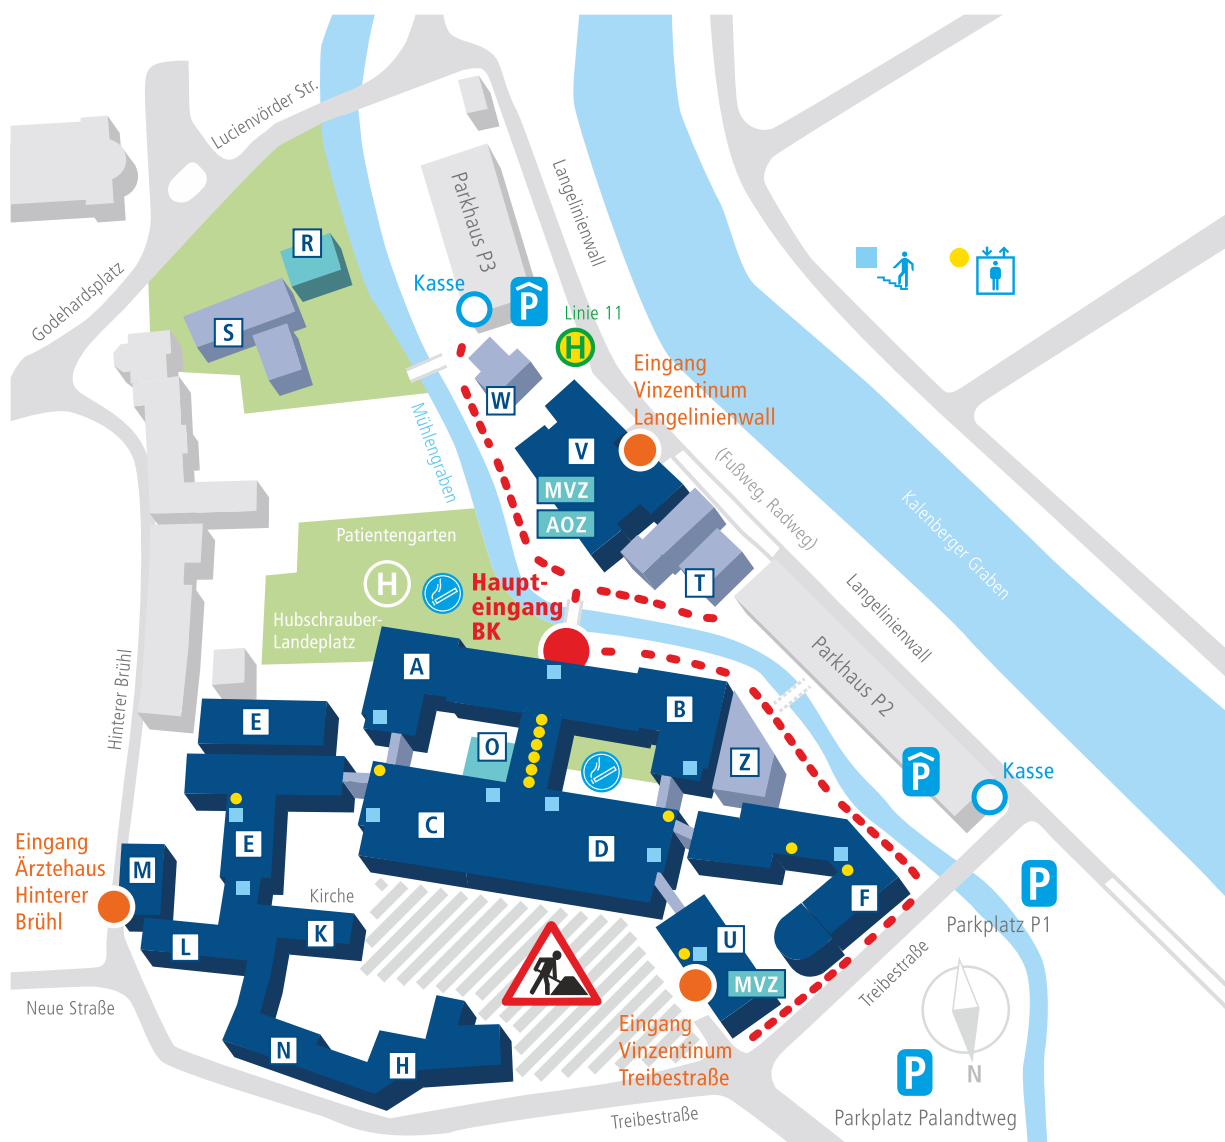 Lucienvörder Str.
Langelinienwall
Parkhaus P3
R
Godehardsplatz
Kasse
P
S
Linie 11
H
Eingang
Vinzentinum
Langelinienwall
W
Mühlengraben
V
MVZ
AOZ
(Fußweg, Radweg)
Kalenberger Graben
Patientengarten
H
Hubschrauber-
Landeplatz
Haupt-
eingang
BK
T
Langelinienwall
Parkhaus P2
Hinterer Brühl
A
B
E
O
Z
P
Kasse
C
D
E
Eingang
Ärztehaus
Hinterer
Brühl
M
Kirche
F
P
Parkplatz P1
L
K
U
MVZ
Treibestraße
Neue Straße
N
H
Eingang
Vinzentinum
Treibestraße
P
N
Treibestraße
Parkplatz Palandtweg